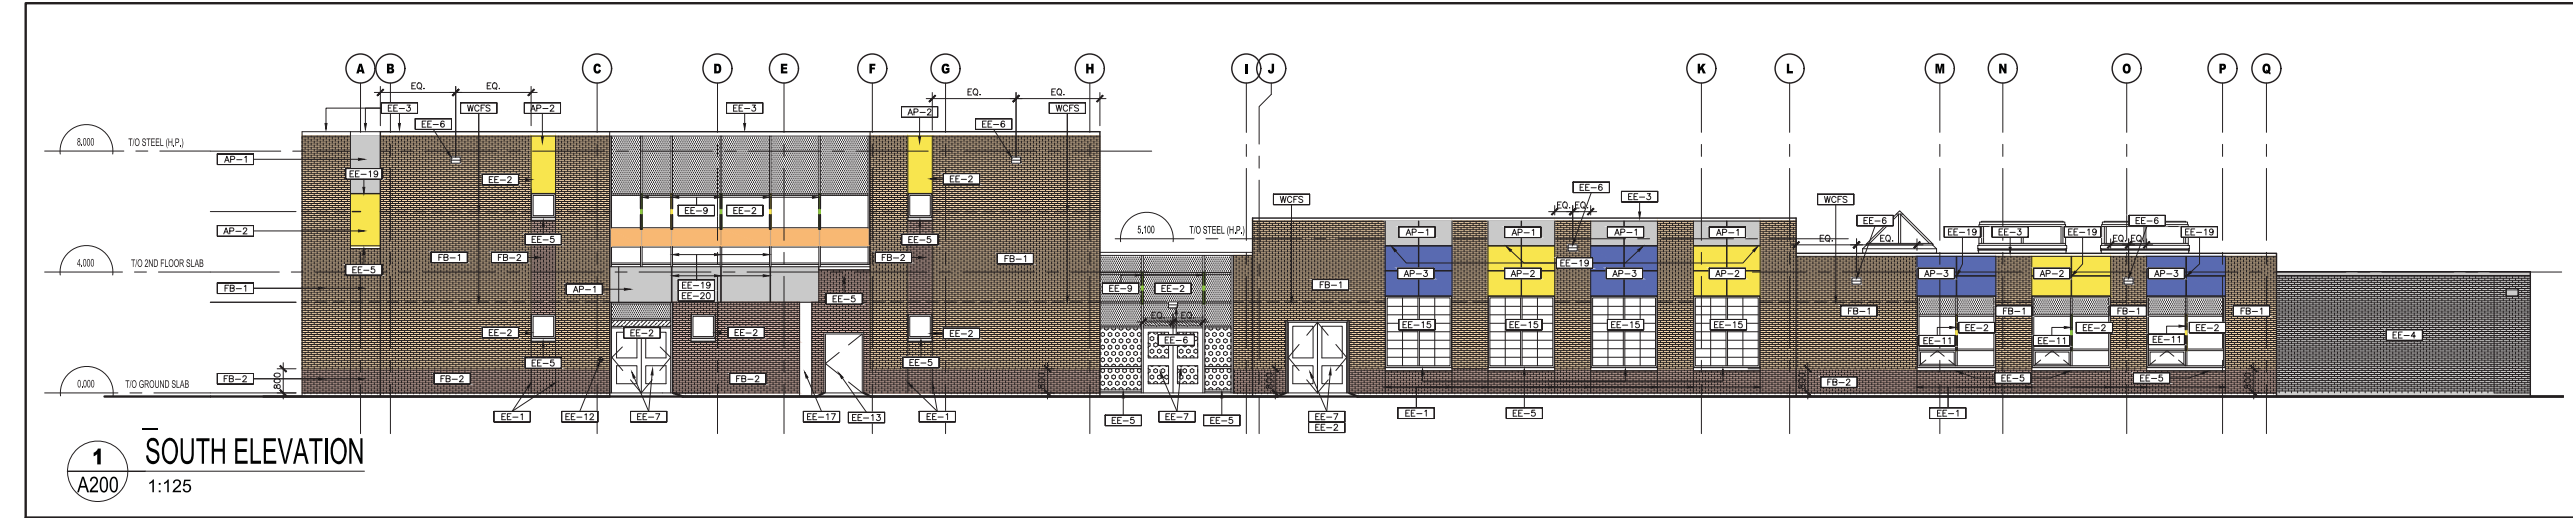 A B C D E F G H I J K L M N O P Q
EQ. EQ. EQ. EQ.
EE-3 WCFS AP-2 EE-3 AP-2 WCFS
EE-6 EE-6
8.000 T/O STEEL (H.P.)
AP-1
EE-19 EE-2 EE-2
EE-6 EE-3
WCFS WCFS
EQ. EQ.
EE-9 EE-2
EE-6 EE-6
AP-2 5,100 T/O STEEL (H.P.) AP-1 AP-1 AP-1 AP-1 EE-19 EE-3 EE-19 EE-19
EE-5 EE-5
EQ. EQ.
FB-1 FB-2 FB-2 FB-1
4.000 T/O 2ND FLOOR SLAB EE-19
EE-5
AP-3 AP-2 AP-3 AP-2 AP-3 AP-2 AP-3
FB-1 AP-1 EE-19 EE-9 EE-2 FB-1
EE-20 EE-5
FB-1 FB-1 FB-1 FB-1
EQ. EQ.
EE-2 EE-2 EE-2 EE-2 EE-15 EE-15 EE-15 EE-15 EE-2 EE-2 EE-2
EE-6 EE-11 EE-11 EE-11 EE-4
EE-5 EE-5
FB-2 800 FB-2 FB-2 FB-2 EE-5 EE-5
0.000 T/O GROUND SLAB
EE-1 EE-12 EE-7 EE-17 EE-13 EE-1 EE-5 EE-7 EE-5 EE-7 EE-1 EE-5 EE-1
EE-2
1 SOUTH ELEVATION
A200 1:125